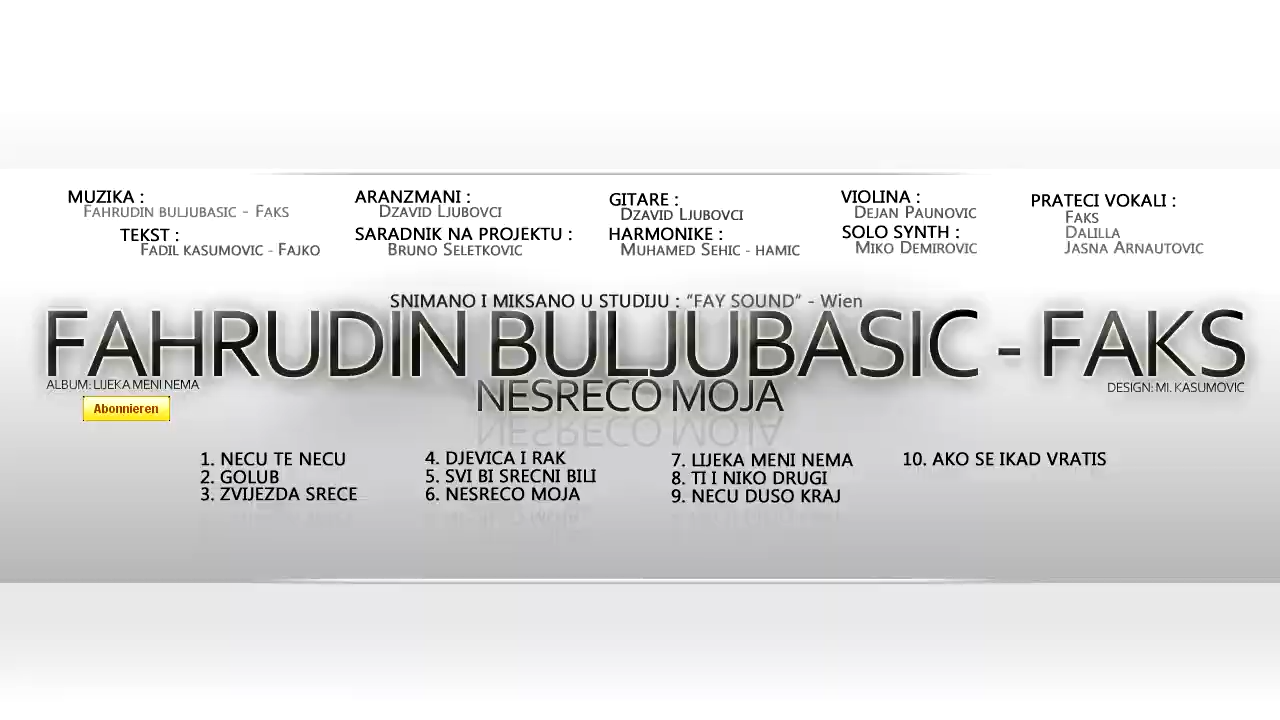 MUZIKA :
FAHRUDIN BULJUBASIC - FAKS
TEKST :
FADIL KASUMOVIC - FAJKO
ARANZMANI :
DZAVID LJUBOVCI
SARADNIK NA PROJEKTU :
BRUNO SELETKOVIC
GITARE :
DZAVID LJUBOVCI
HARMONIKE :
MUHAMED SEHIC - HAMIC
VIOLINA :
DEJAN PAUNOVIC
SOLO SYNTH :
MIKO DEMIROVIC
PRATECI VOKALI :
FAKS
DALILLA
JASNA ARNAUTOVIC
SNIMANO I MIKSANO U STUDIJU : “FAY SOUND” - Wien
FAHRUDIN BULJUBASIC - FAKS
ALBUM: LIJEKA MENI NEMA
DESIGN: MI. KASUMOVIC
NESRECO MOJA
Abonnieren
1. NECU TE NECU
2. GOLUB
3. ZVIJEZDA SRECE
4. DJEVICA I RAK
5. SVI BI SRECNI BILI
6. NESRECO MOJA
7. LIJEKA MENI NEMA
8. TI I NIKO DRUGI
9. NECU DUSO KRAJ
10. AKO SE IKAD VRATIS